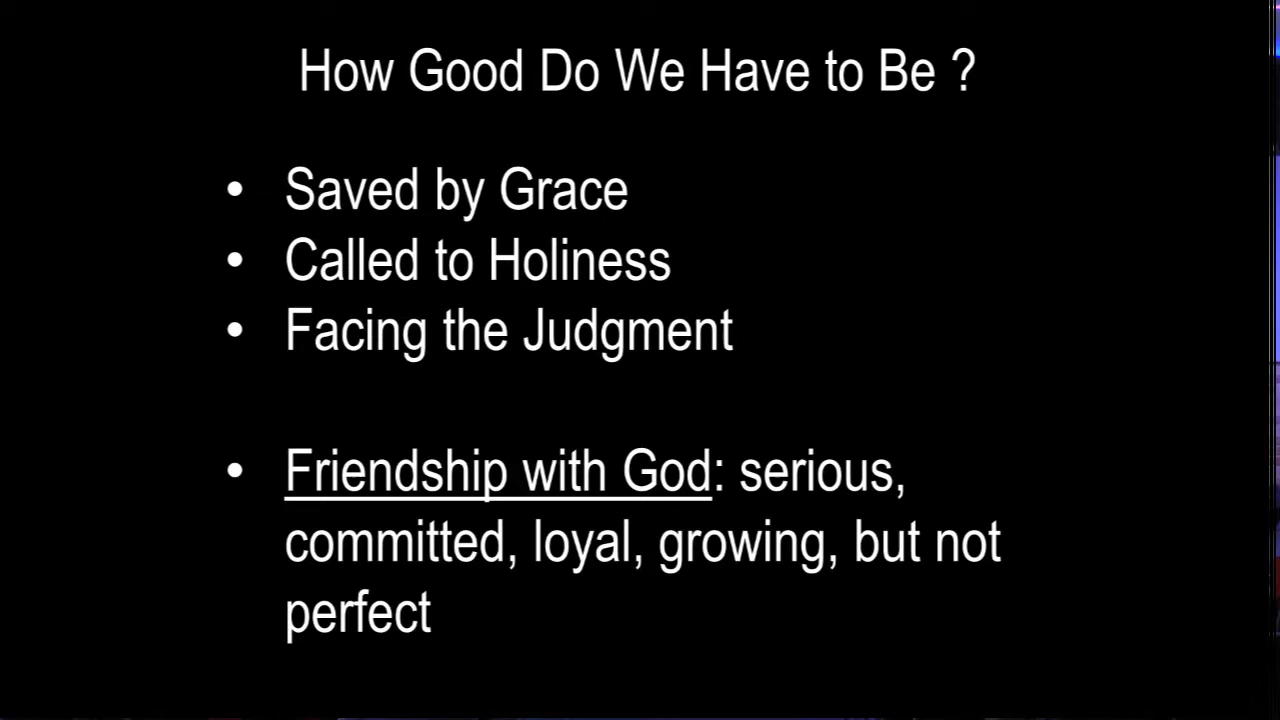 How Good Do We Have to Be ?
• Saved by Grace
• Called to Holiness
• Facing the Judgment
• Friendship with God: serious,
committed, loyal, growing, but not
perfect